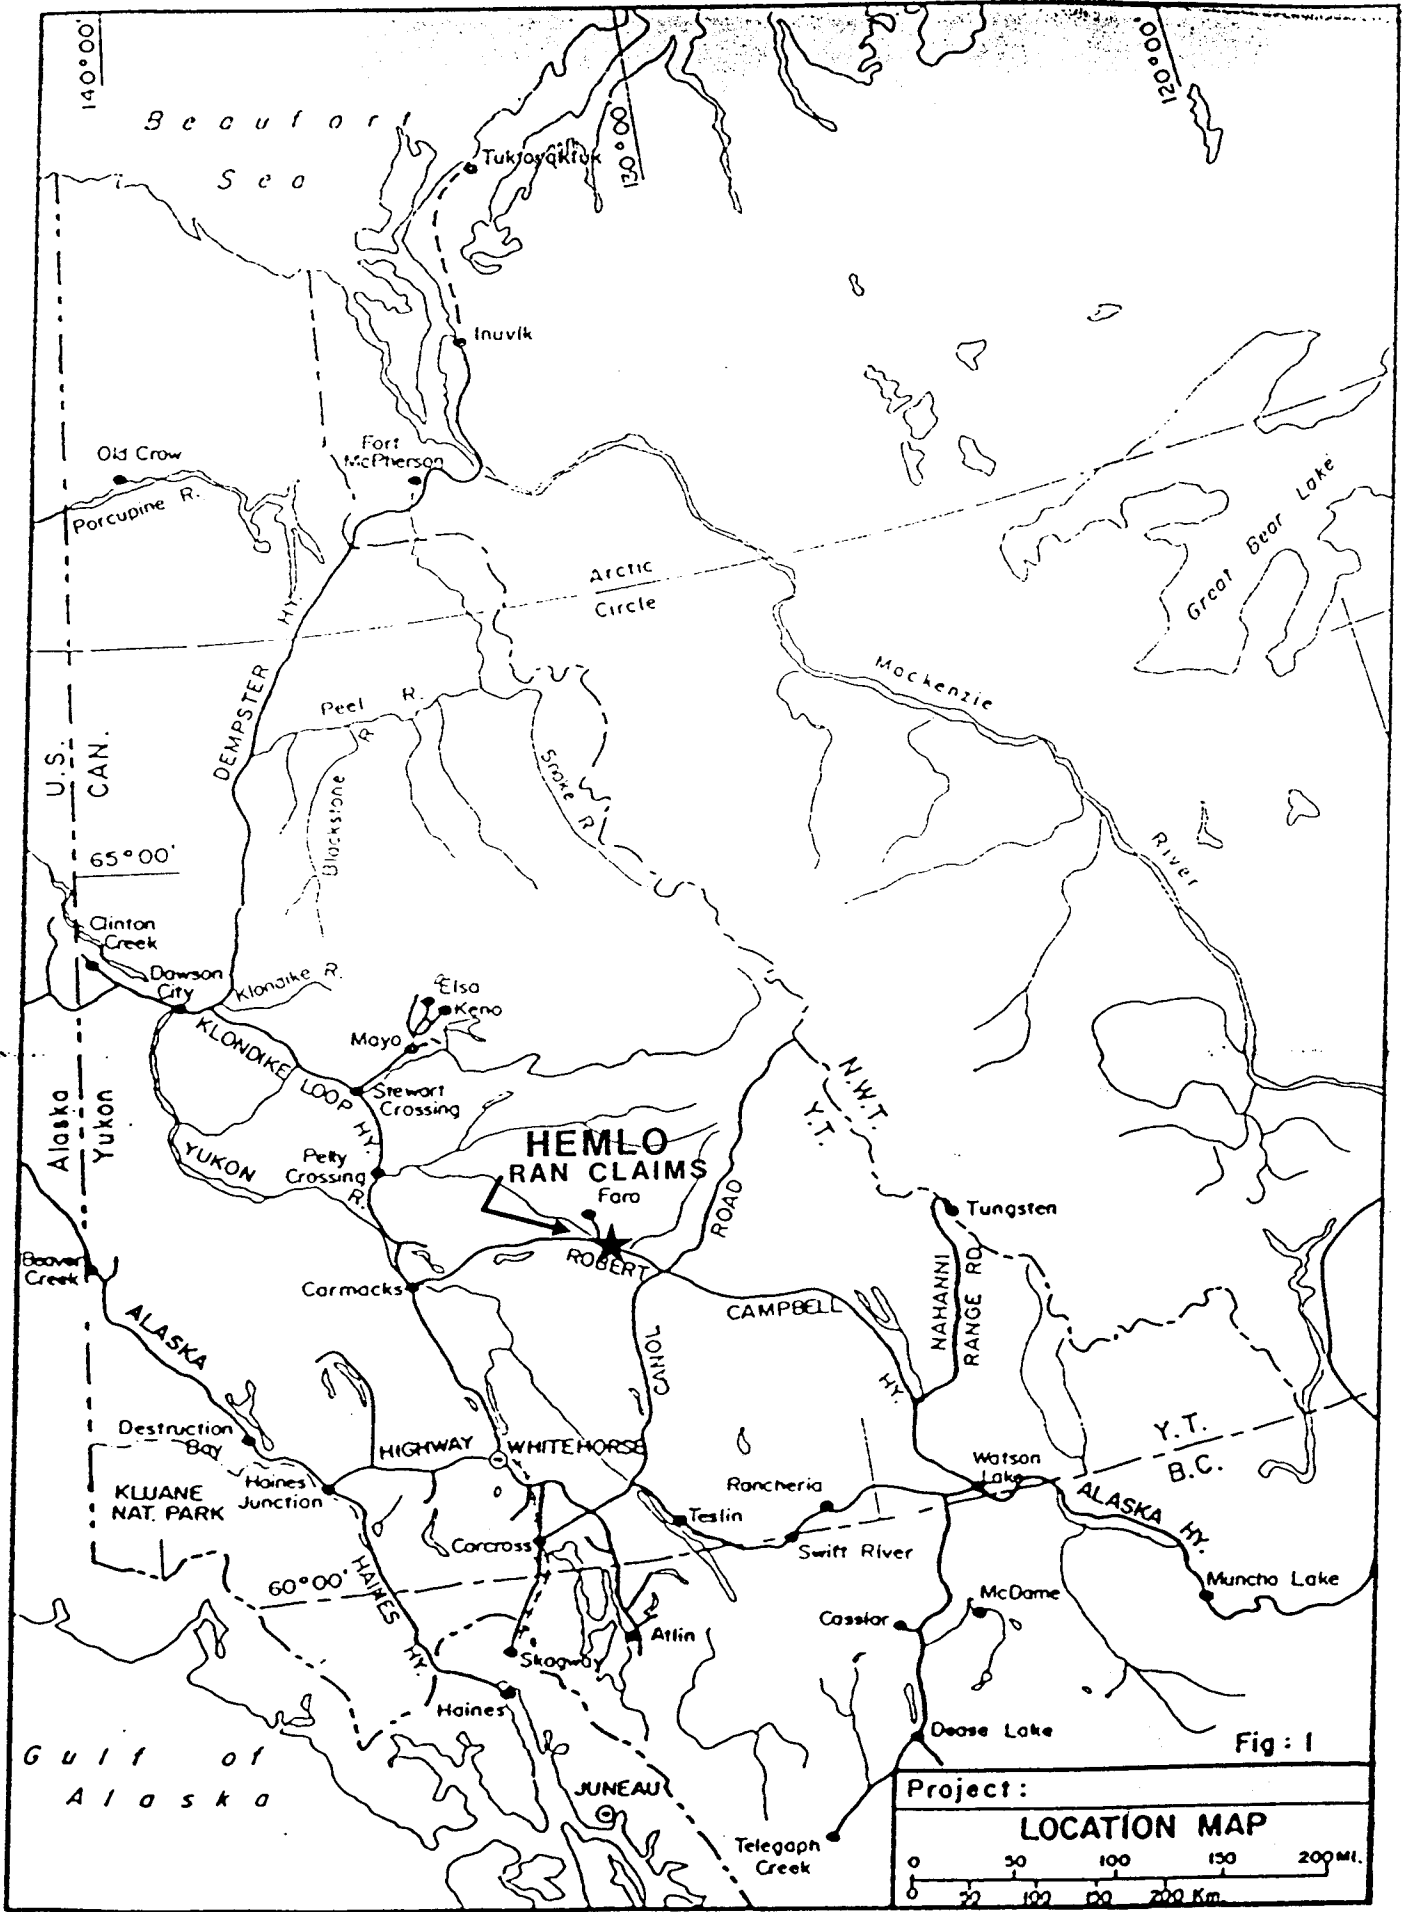 140°00'
130°00'
120°00'
Beaufort
Sea
Tuktoyaktuk
Inuvik
Old Crow
Porcupine R.
Fort
McPherson
Arctic
Circle
Great Bear Lake
Mackenzie
River
DEMPSTER HY.
Peel R.
Blackstone R.
Snake R.
U.S.
CAN.
65°00'
Clinton
Creek
Dawson
City
Klondike R.
Elsa
Keno
Mayo
KLONDIKE LOOP HY.
Stewart
Crossing
Alaska
Yukon
YUKON R.
Pelly
Crossing
HEMLO
RAN CLAIMS
Faro
N.W.T.
Y.T.
Tungsten
ROBERT CAMPBELL HY.
CANOL ROAD
NAHANNI
RANGE RD.
Beaver
Creek
Carmacks
ALASKA HIGHWAY
Destruction
Bay
WHITEHORSE
Haines
Junction
KLUANE
NAT. PARK
Rancheria
Watson
Lake
Y.T.
B.C.
ALASKA HY.
Teslin
Swift River
Carcross
60°00'
HAINES HY.
Muncho Lake
McDame
Cassiar
Atlin
Skagway
Haines
Dease Lake
Gulf of
Alaska
JUNEAU
Telegaph
Creek
Fig: 1
Project:
LOCATION MAP
0 50 100 150 200 MI.
0 50 100 150 200 Km.